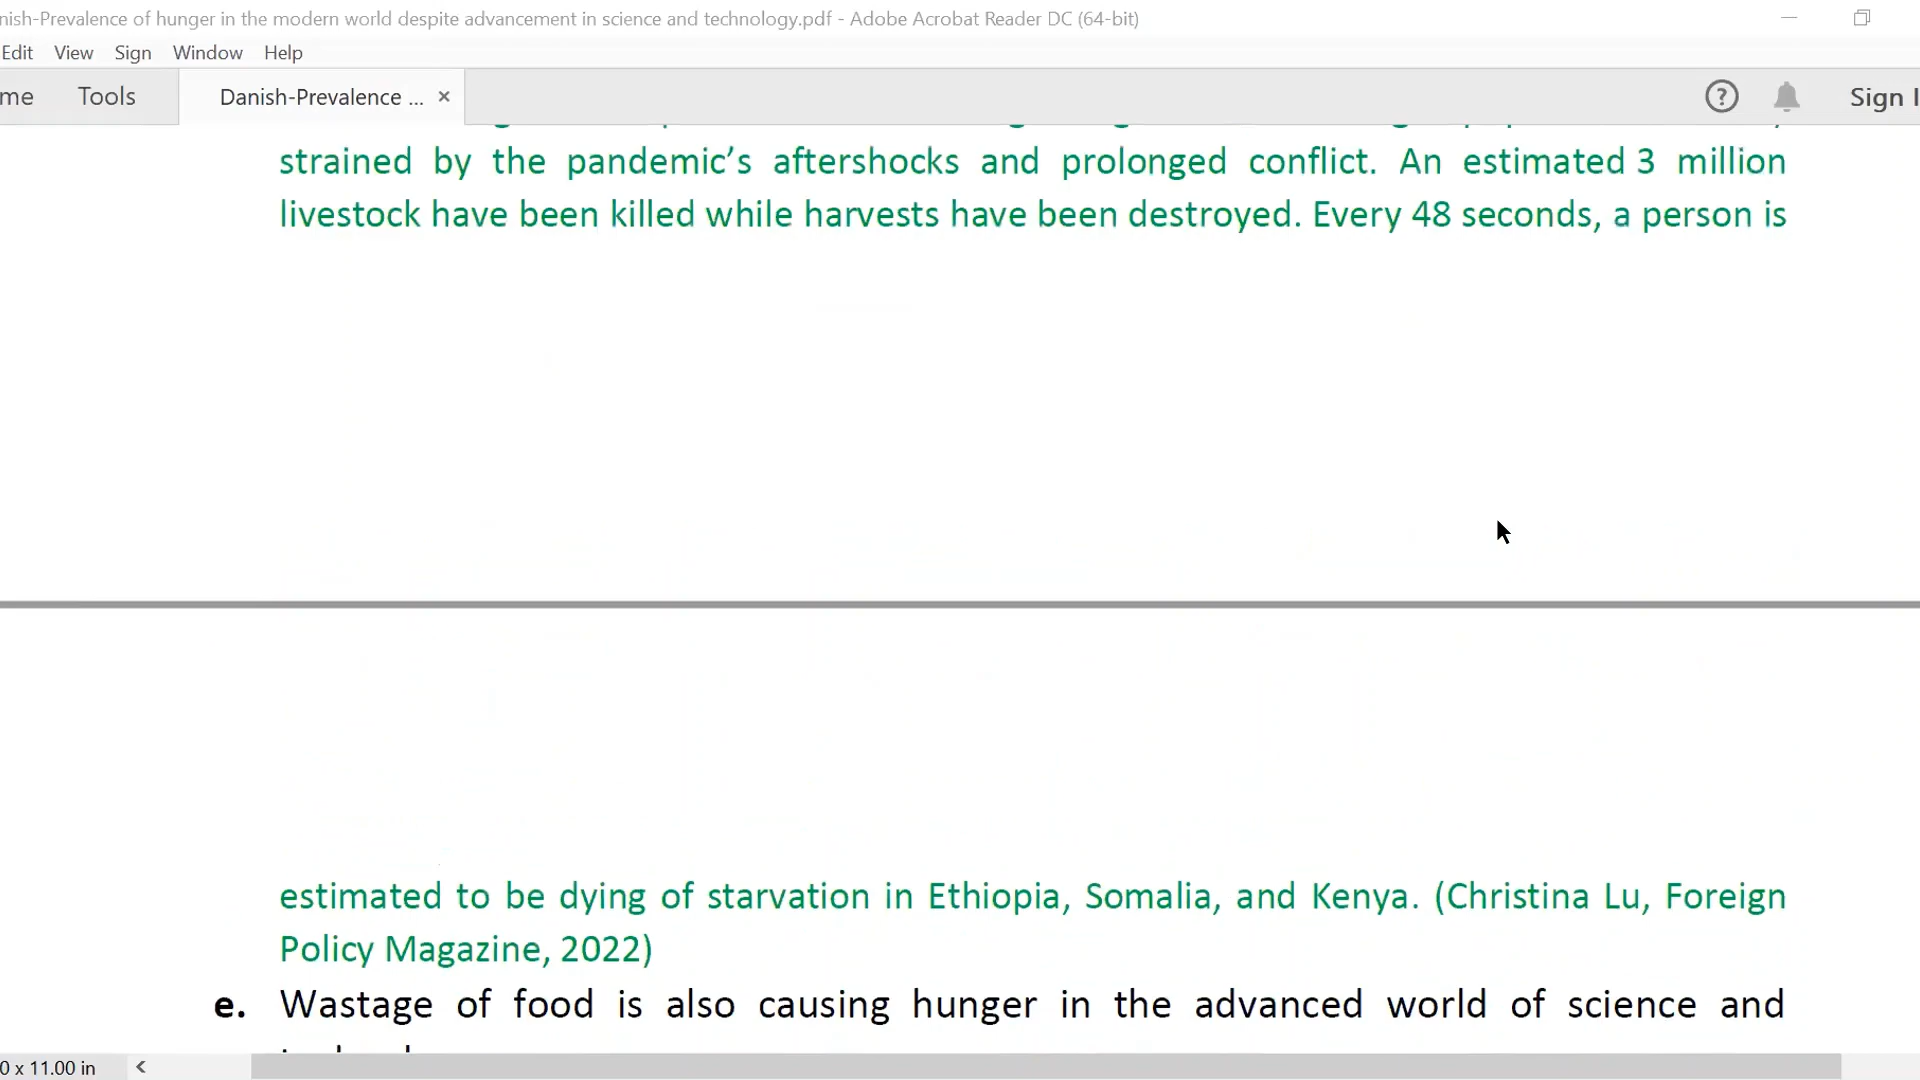 nish-Prevalence of hunger in the modern world despite advancement in science and technology.pdf - Adobe Acrobat Reader DC (64-bit)
Edit View Sign Window Help
me Tools Danish-Prevalence ... × ? Sign I
strained by the pandemic’s aftershocks and prolonged conflict. An estimated 3 million
livestock have been killed while harvests have been destroyed. Every 48 seconds, a person is
estimated to be dying of starvation in Ethiopia, Somalia, and Kenya. (Christina Lu, Foreign
Policy Magazine, 2022)
e. Wastage of food is also causing hunger in the advanced world of science and
0 x 11.00 in <